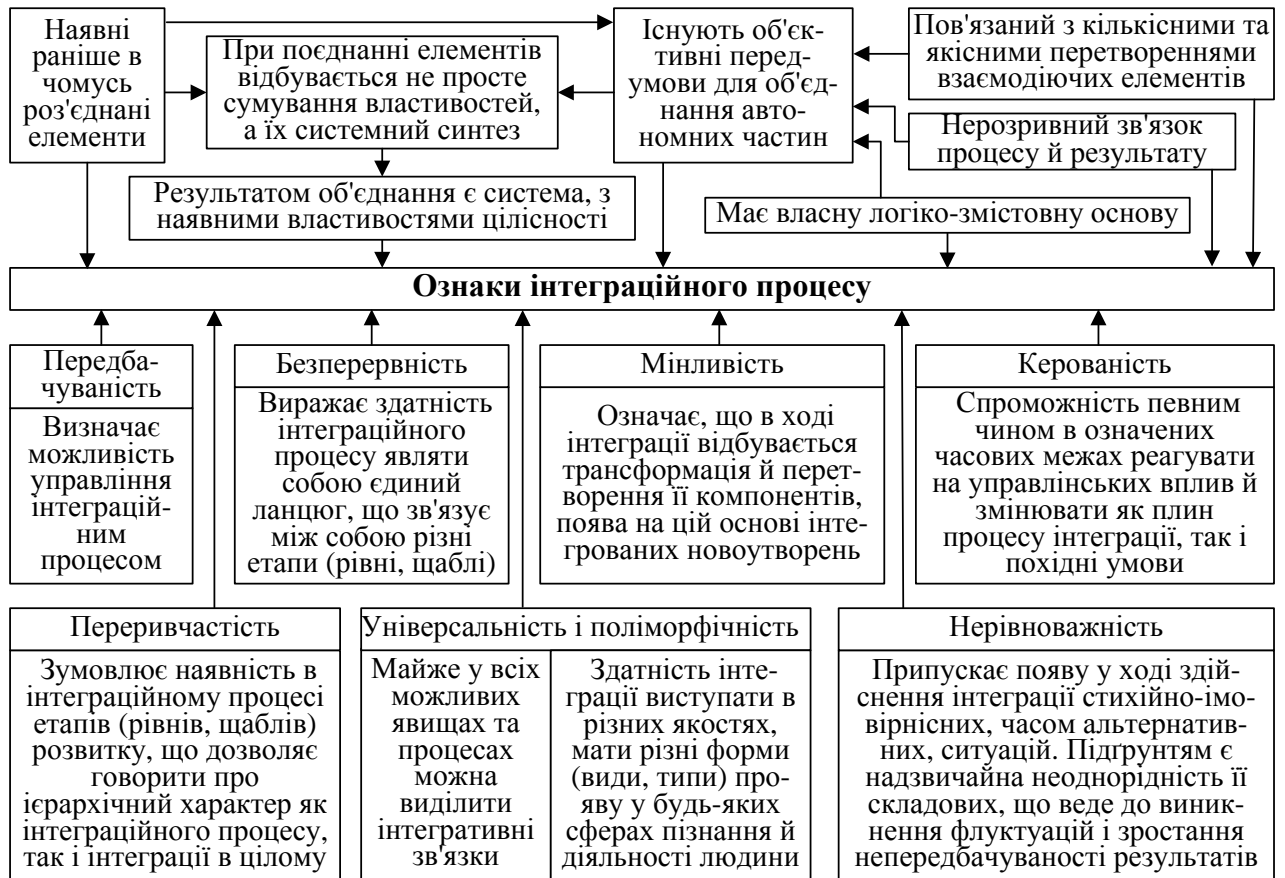 Наявні
раніше в
чомусь
роз'єднані
елементи
При поєднанні елементів
відбувається не просте
сумування властивостей,
а їх системний синтез
Існують об'єк-
тивні перед-
умови для об'єд-
нання авто-
номних частин
Пов'язаний з кількісними та
якісними перетвореннями
взаємодіючих елементів
Нерозривний зв'язок
процесу й результату
Результатом об'єднання є система, з
наявними властивостями цілісності
Має власну логіко-змістовну основу
Ознаки інтеграційного процесу
Передба-
чуваність
Визначає
можливість
управління
інтеграцій-
ним
процесом
Безперервність
Виражає здатність
інтеграційного
процесу являти
собою єдиний
ланцюг, що зв'язує
між собою різні
етапи (рівні, щаблі)
Мінливість
Означає, що в ході
інтеграції відбувається
трансформація й перет-
ворення її компонентів,
поява на цій основі інте-
грованих новоутворень
Керованість
Спроможність певним
чином в означених
часових межах реагувати
на управлінських вплив й
змінювати як плин
процесу інтеграції, так і
похідні умови
Переривчастість
Зумовлює наявність в
інтеграційному процесі
етапів (рівнів, щаблів)
розвитку, що дозволяє
говорити про
ієрархічний характер як
інтеграційного процесу,
так і інтеграції в цілому
Універсальність і поліморфічність
Майже у всіх
можливих
явищах та
процесах
можна
виділити
інтегративні
зв'язки
Здатність інте-
грації виступати в
різних якостях,
мати різні форми
(види, типи) про-
яву у будь-яких
сферах пізнання й
діяльності людини
Нерівноважність
Припускає появу у ході здій-
снення інтеграції стихійно-імо-
вірнісних, часом альтернатив-
них, ситуацій. Підґрунтям є
надзвичайна неоднорідність її
складових, що веде до виник-
нення флуктуацій і зростання
непередбачуваності результатів